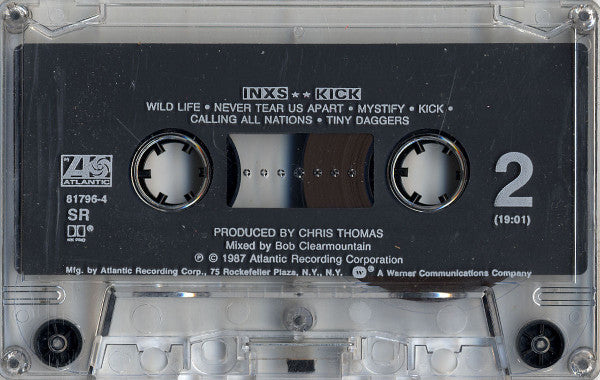 INXS ★★ KICK
WILD LIFE • NEVER TEAR US APART • MYSTIFY • KICK •
CALLING ALL NATIONS • TINY DAGGERS
ATLANTIC
81796-4
SR
HX PRO
2
(19:01)
PRODUCED BY CHRIS THOMAS
Mixed by Bob Clearmountain
℗ © 1987 Atlantic Recording Corporation
Mfg. by Atlantic Recording Corp., 75 Rockefeller Plaza, N.Y., N.Y. ⓦ ® A Warner Communications Company